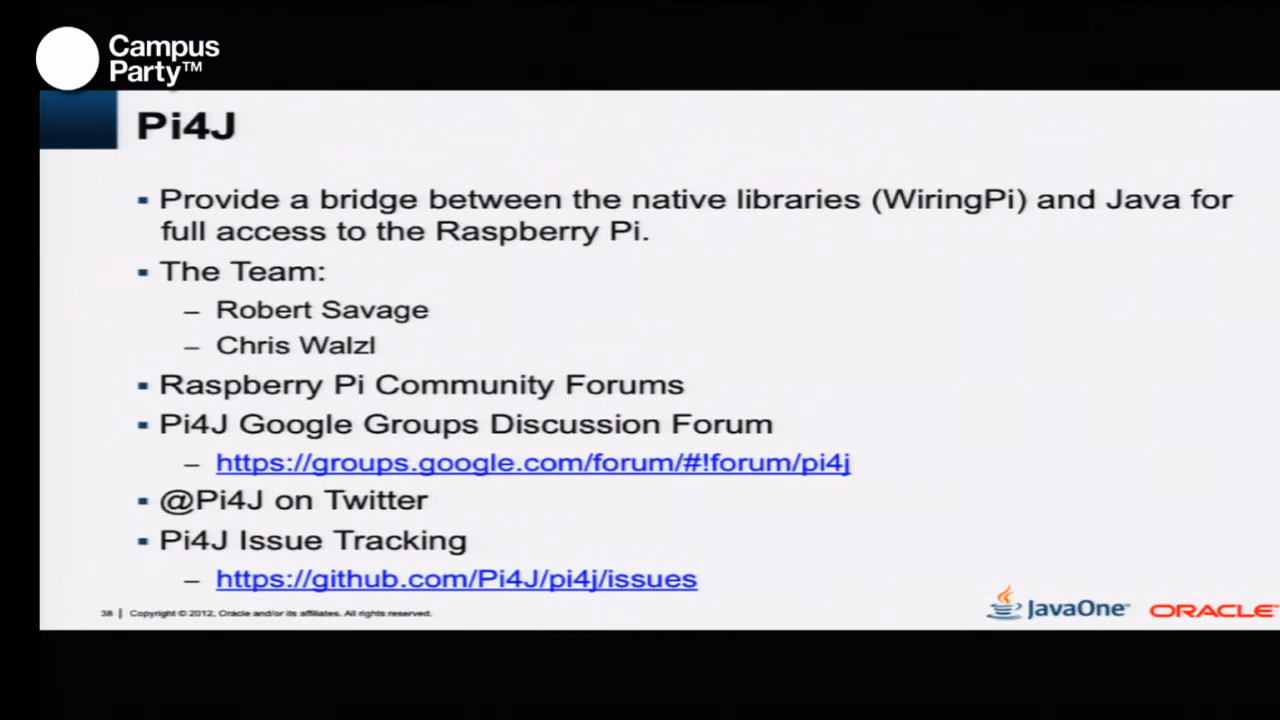 Campus
Party™
Pi4J
▪ Provide a bridge between the native libraries (WiringPi) and Java for
full access to the Raspberry Pi.
▪ The Team:
– Robert Savage
– Chris Walzl
▪ Raspberry Pi Community Forums
▪ Pi4J Google Groups Discussion Forum
– https://groups.google.com/forum/#!forum/pi4j
▪ @Pi4J on Twitter
▪ Pi4J Issue Tracking
– https://github.com/Pi4J/pi4j/issues
38 | Copyright © 2012, Oracle and/or its affiliates. All rights reserved.
JavaOne™ ORACLE